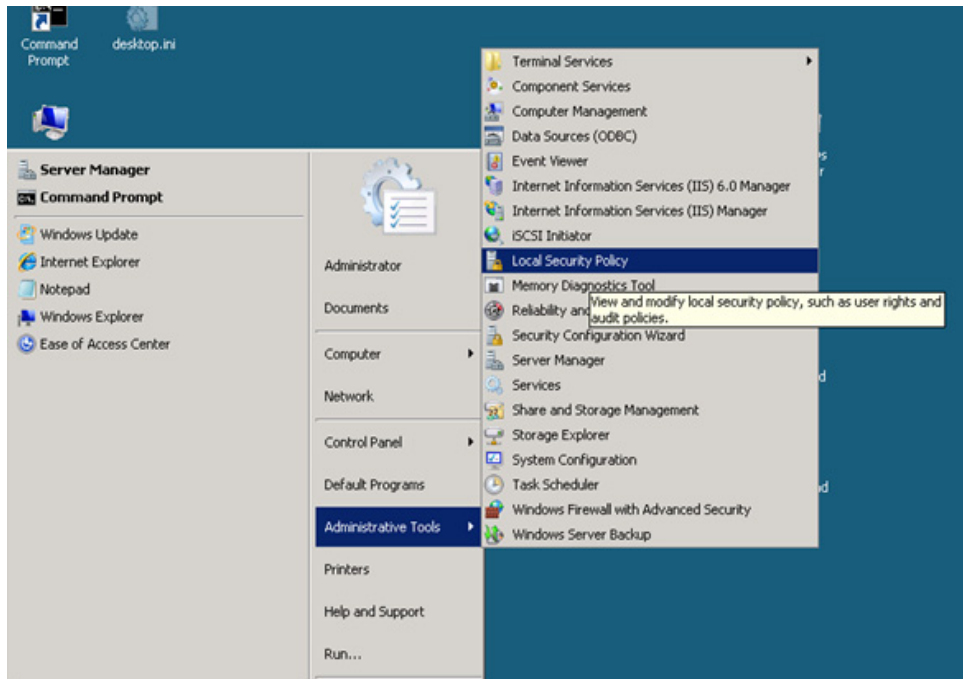 Command
Prompt
desktop.ini
Server Manager
Command Prompt
Windows Update
Internet Explorer
Notepad
Windows Explorer
Ease of Access Center
Administrator
Documents
Computer
Network
Control Panel
Default Programs
Administrative Tools
Printers
Help and Support
Run...
Terminal Services
Component Services
Computer Management
Data Sources (ODBC)
Event Viewer
Internet Information Services (IIS) 6.0 Manager
Internet Information Services (IIS) Manager
iSCSI Initiator
Local Security Policy
Memory Diagnostics Tool
Reliability and
View and modify local security policy, such as user rights and
audit policies.
Security Configuration Wizard
Server Manager
Services
Share and Storage Management
Storage Explorer
System Configuration
Task Scheduler
Windows Firewall with Advanced Security
Windows Server Backup